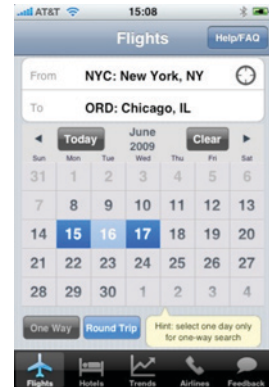 AT&T 15:08
Flights Help/FAQ
From NYC: New York, NY
To ORD: Chicago, IL
Today June 2009 Clear
Sun Mon Tue Wed Thu Fri Sat
31 1 2 3 4 5 6
7 8 9 10 11 12 13
14 15 16 17 18 19 20
21 22 23 24 25 26 27
28 29 30 1 2 3 4
One Way Round Trip Hint: select one day only
for one-way search
Flights Hotels Trends Airlines Feedback